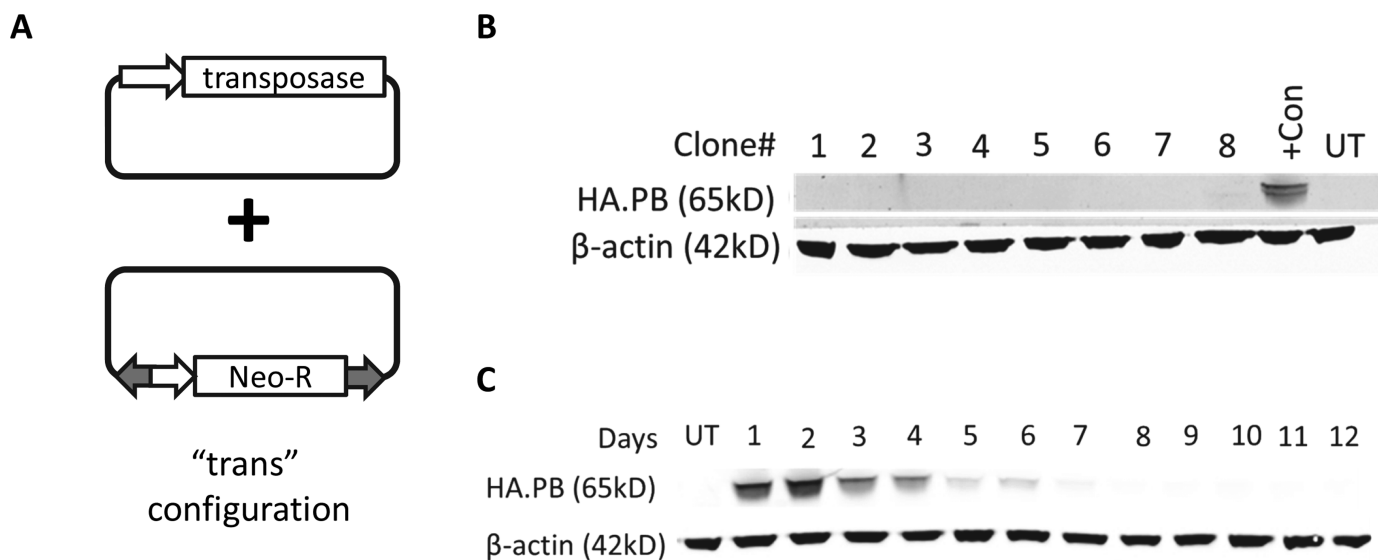 A
transposase
+
Neo-R
“trans”
configuration
B
Clone# 1 2 3 4 5 6 7 8 +Con UT
HA.PB (65kD)
β-actin (42kD)
C
Days UT 1 2 3 4 5 6 7 8 9 10 11 12
HA.PB (65kD)
β-actin (42kD)